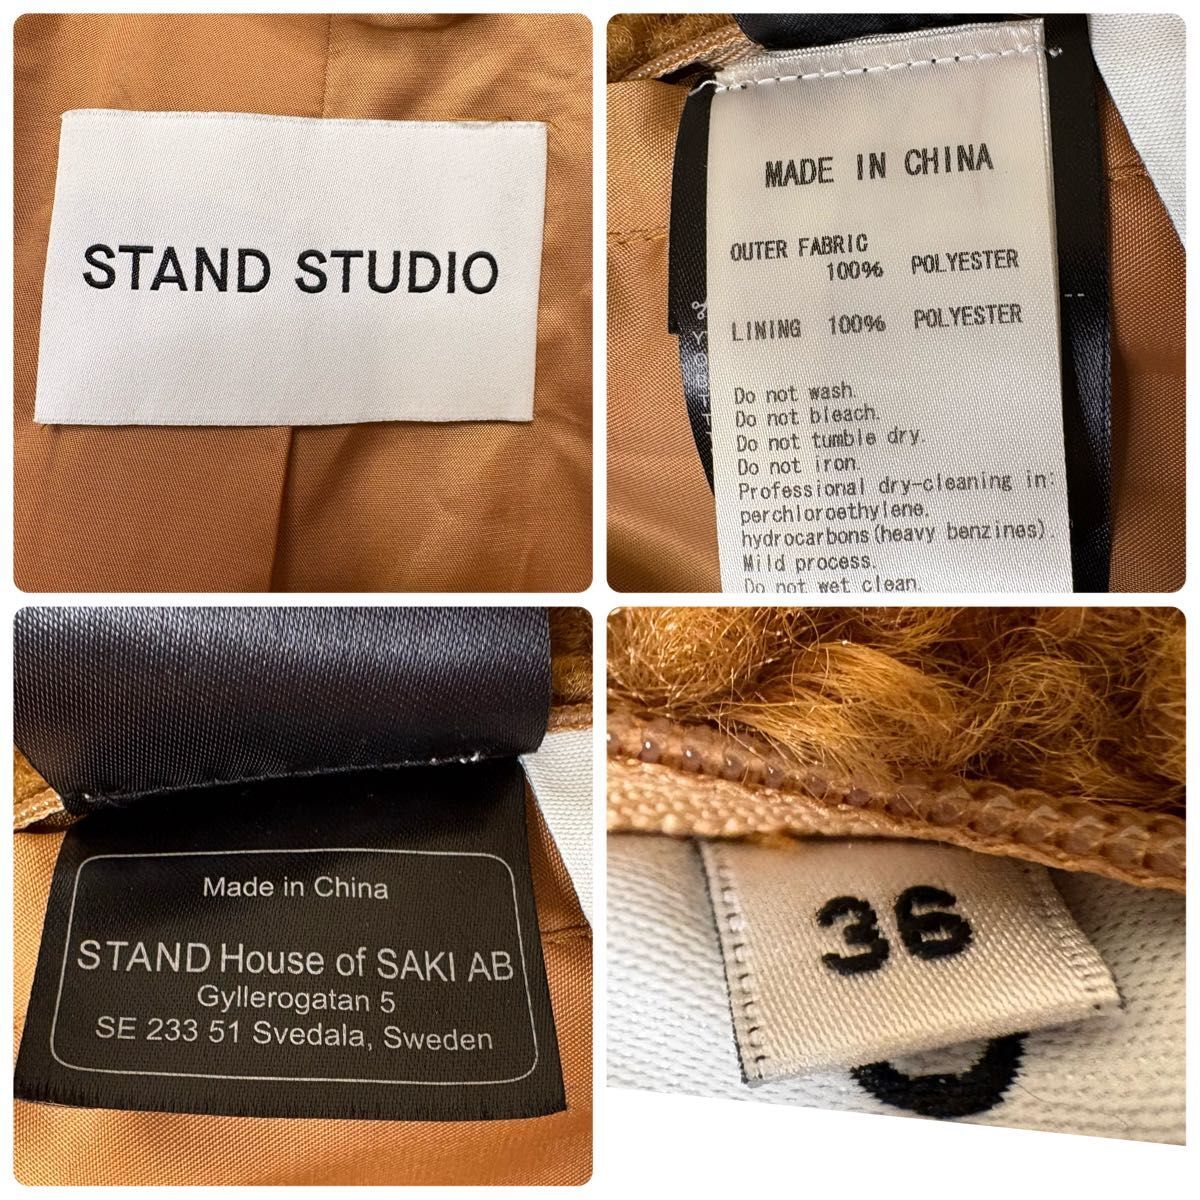 STAND STUDIO
MADE IN CHINA
OUTER FABRIC
100% POLYESTER
LINING 100% POLYESTER
Do not wash.
Do not bleach.
Do not tumble dry.
Do not iron.
Professional dry-cleaning in:
perchloroethylene.
hydrocarbons(heavy benzines).
Mild process.
Do not wet clean.
Made in China
STAND House of SAKI AB
Gyllerogatan 5
SE 233 51 Svedala, Sweden
36